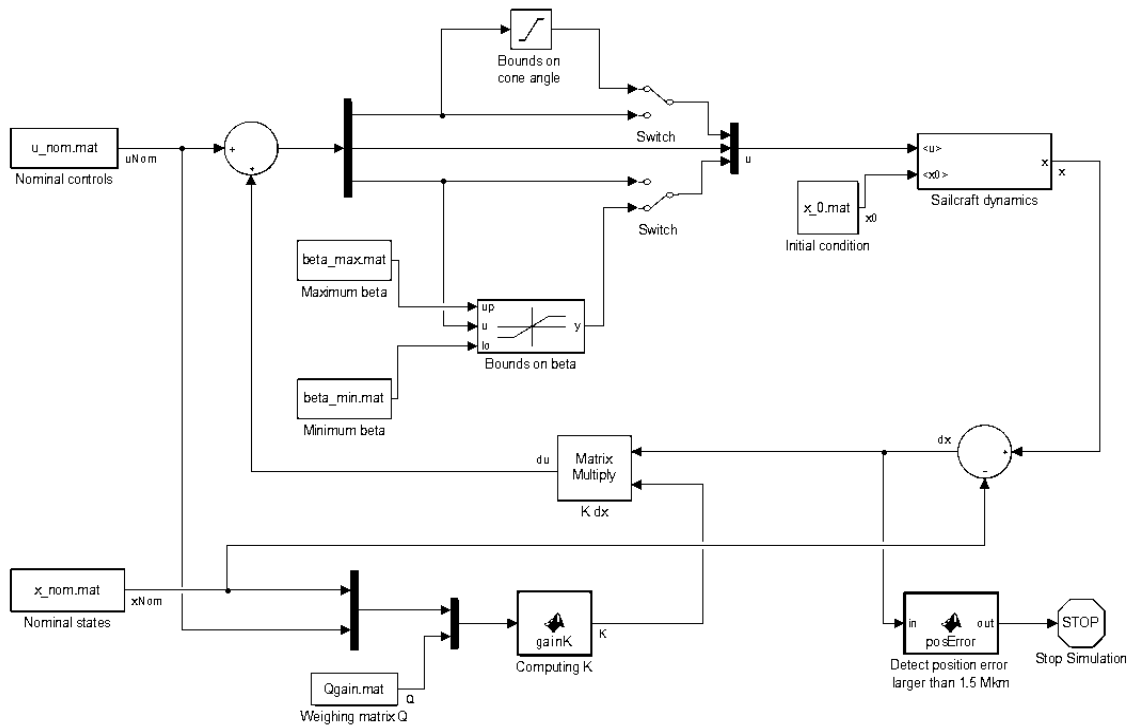 Bounds on
cone angle
Switch
u_nom.mat
uNom
Nominal controls
+
+
u
<u>
<x0>
x
x
Sailcraft dynamics
x_0.mat
x0
Initial condition
Switch
beta_max.mat
Maximum beta
up
u
lo
y
Bounds on beta
beta_min.mat
Minimum beta
du
Matrix
Multiply
K dx
dx
+
-
x_nom.mat
xNom
Nominal states
gainK
K
Computing K
in
out
posError
Detect position error
larger than 1.5 Mkm
STOP
Stop Simulation
Qgain.mat
Q
Weighing matrix Q